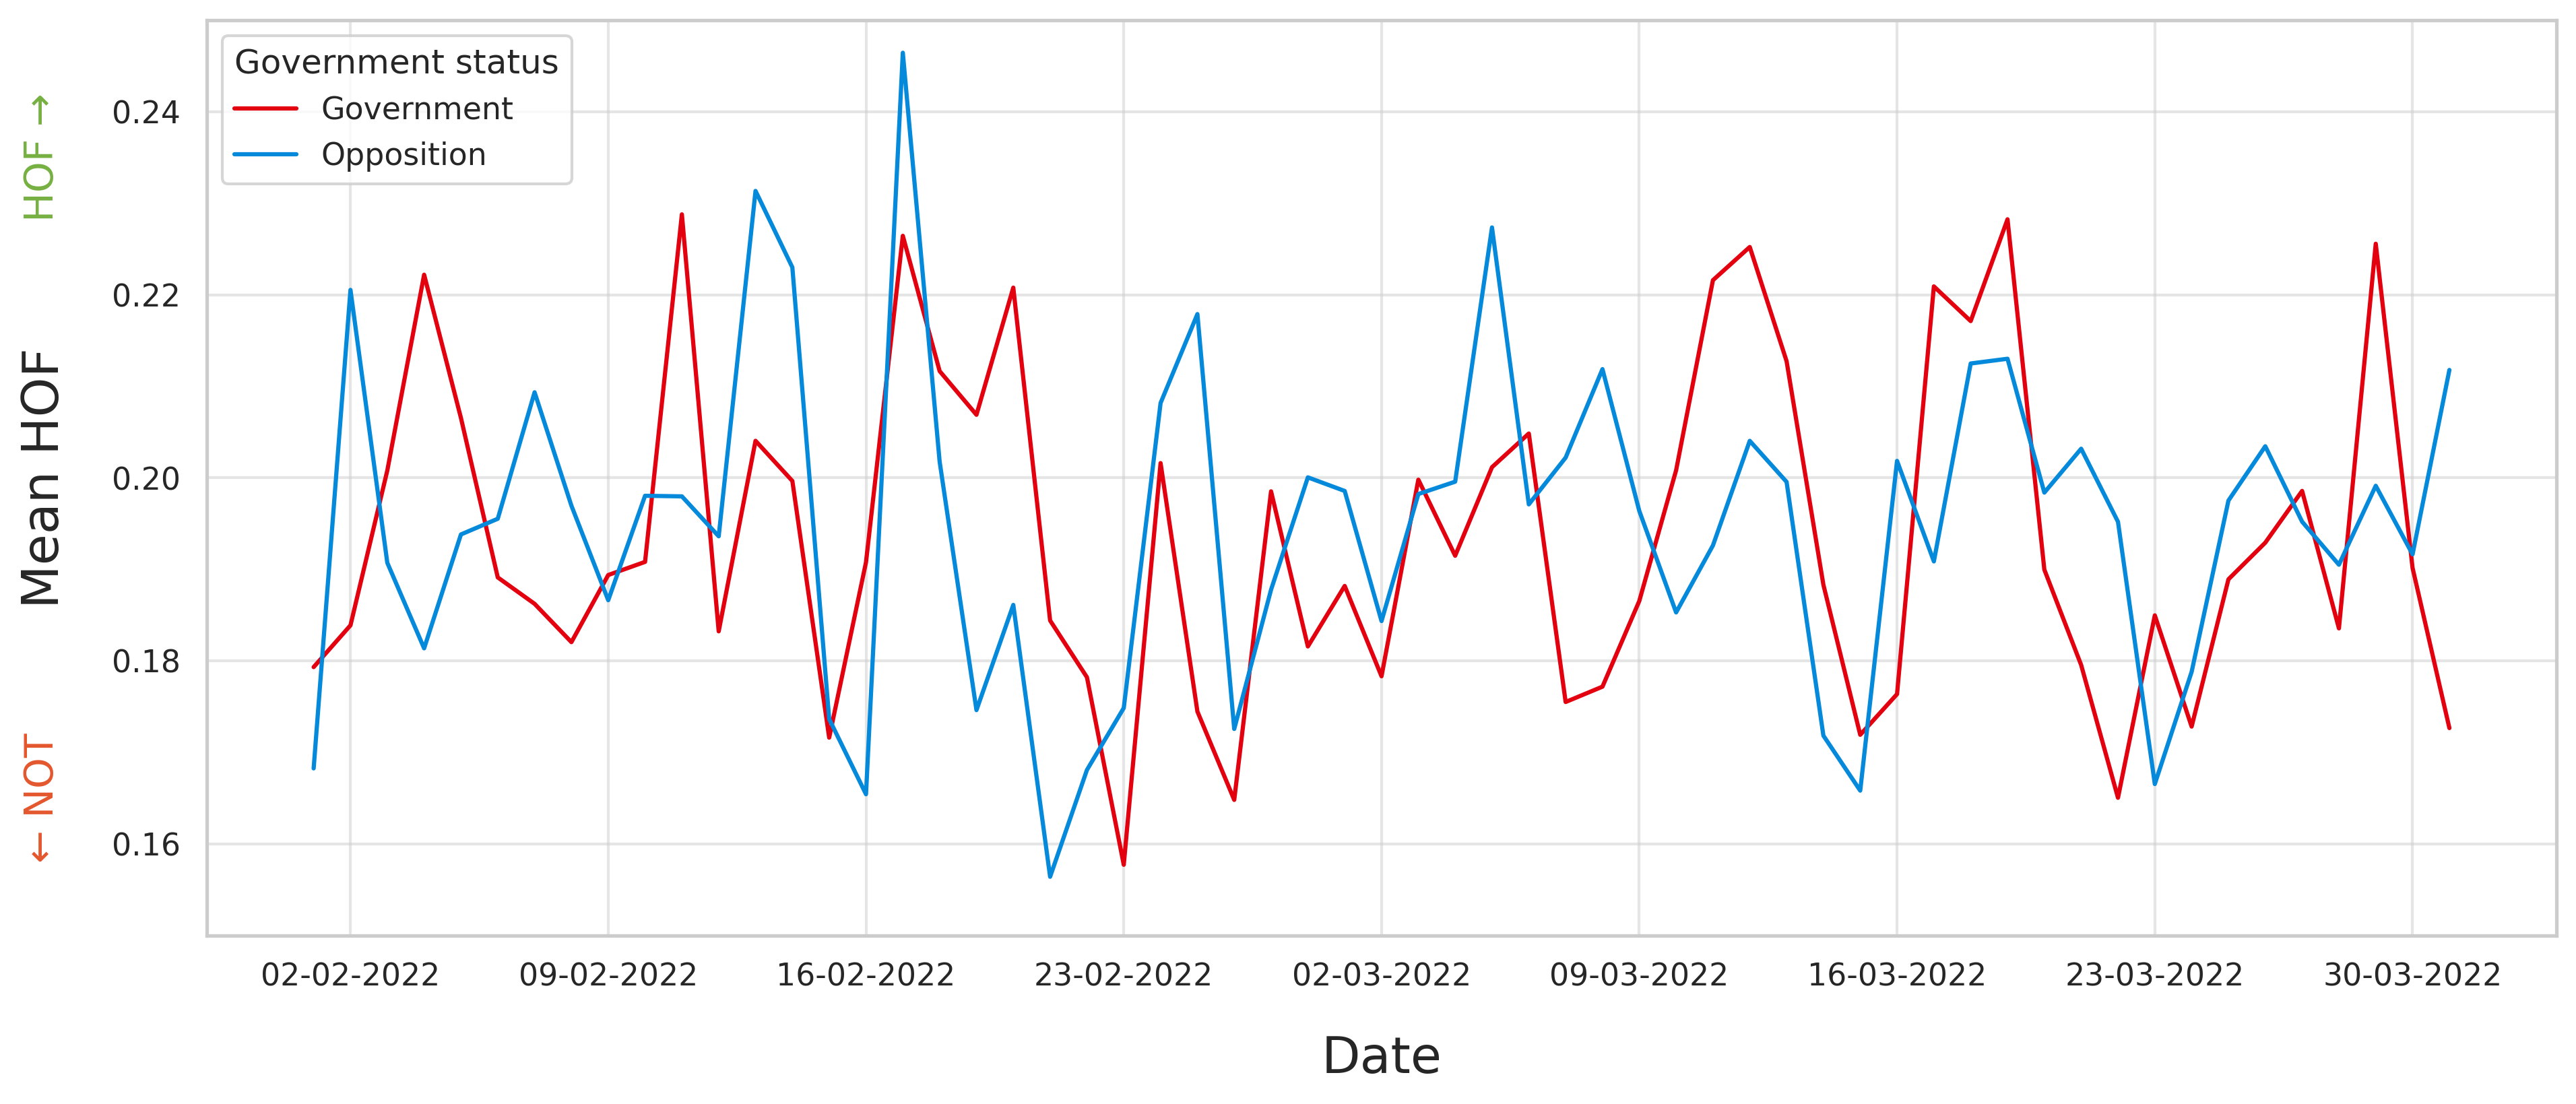 Government status
Government
Opposition
HOF →
Mean HOF
← NOT
0.24
0.22
0.20
0.18
0.16
02-02-2022 09-02-2022 16-02-2022 23-02-2022 02-03-2022 09-03-2022 16-03-2022 23-03-2022 30-03-2022
Date